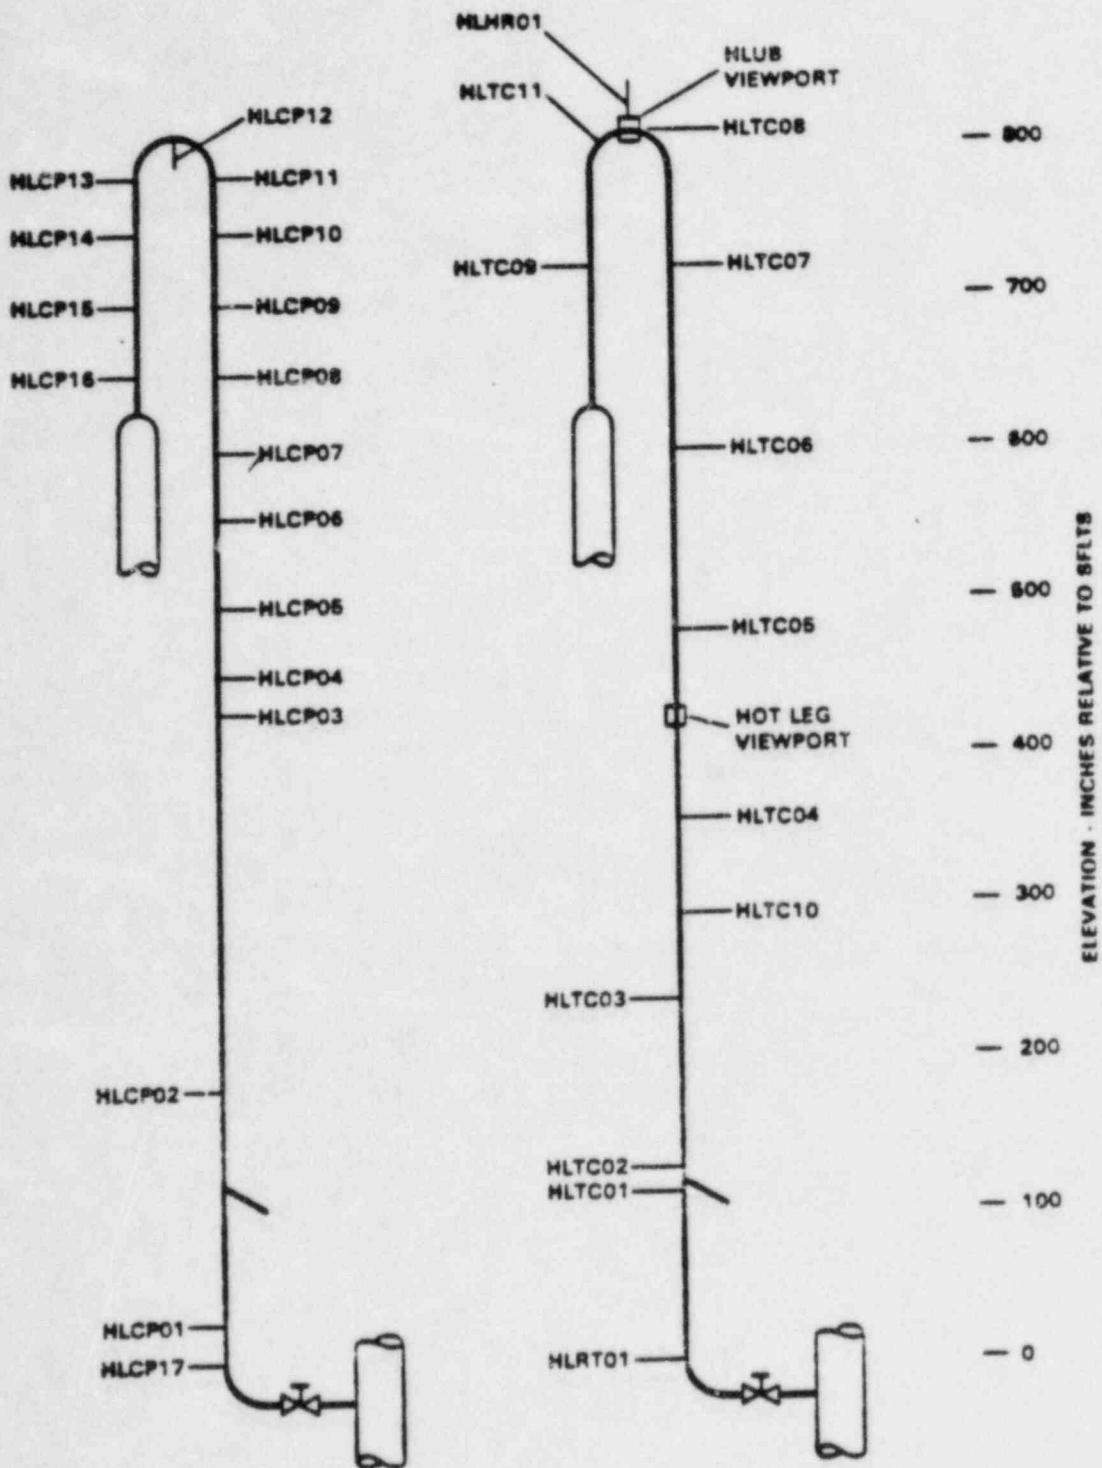 HLHR01
HLUB
VIEWPORT
HLTC11
HLCP12
HLTC08
800
HLCP13
HLCP11
HLCP14
HLCP10
HLTC09
HLTC07
700
HLCP15
HLCP09
HLCP16
HLCP08
600
HLCP07
HLTC06
HLCP06
500
HLCP05
HLTC05
HLCP04
HLCP03
HOT LEG
VIEWPORT
400
HLTC04
300
HLTC10
ELEVATION - INCHES RELATIVE TO SFLTS
HLTC03
200
HLCP02
HLTC02
HLTC01
100
HLCP01
HLCP17
HLRT01
0